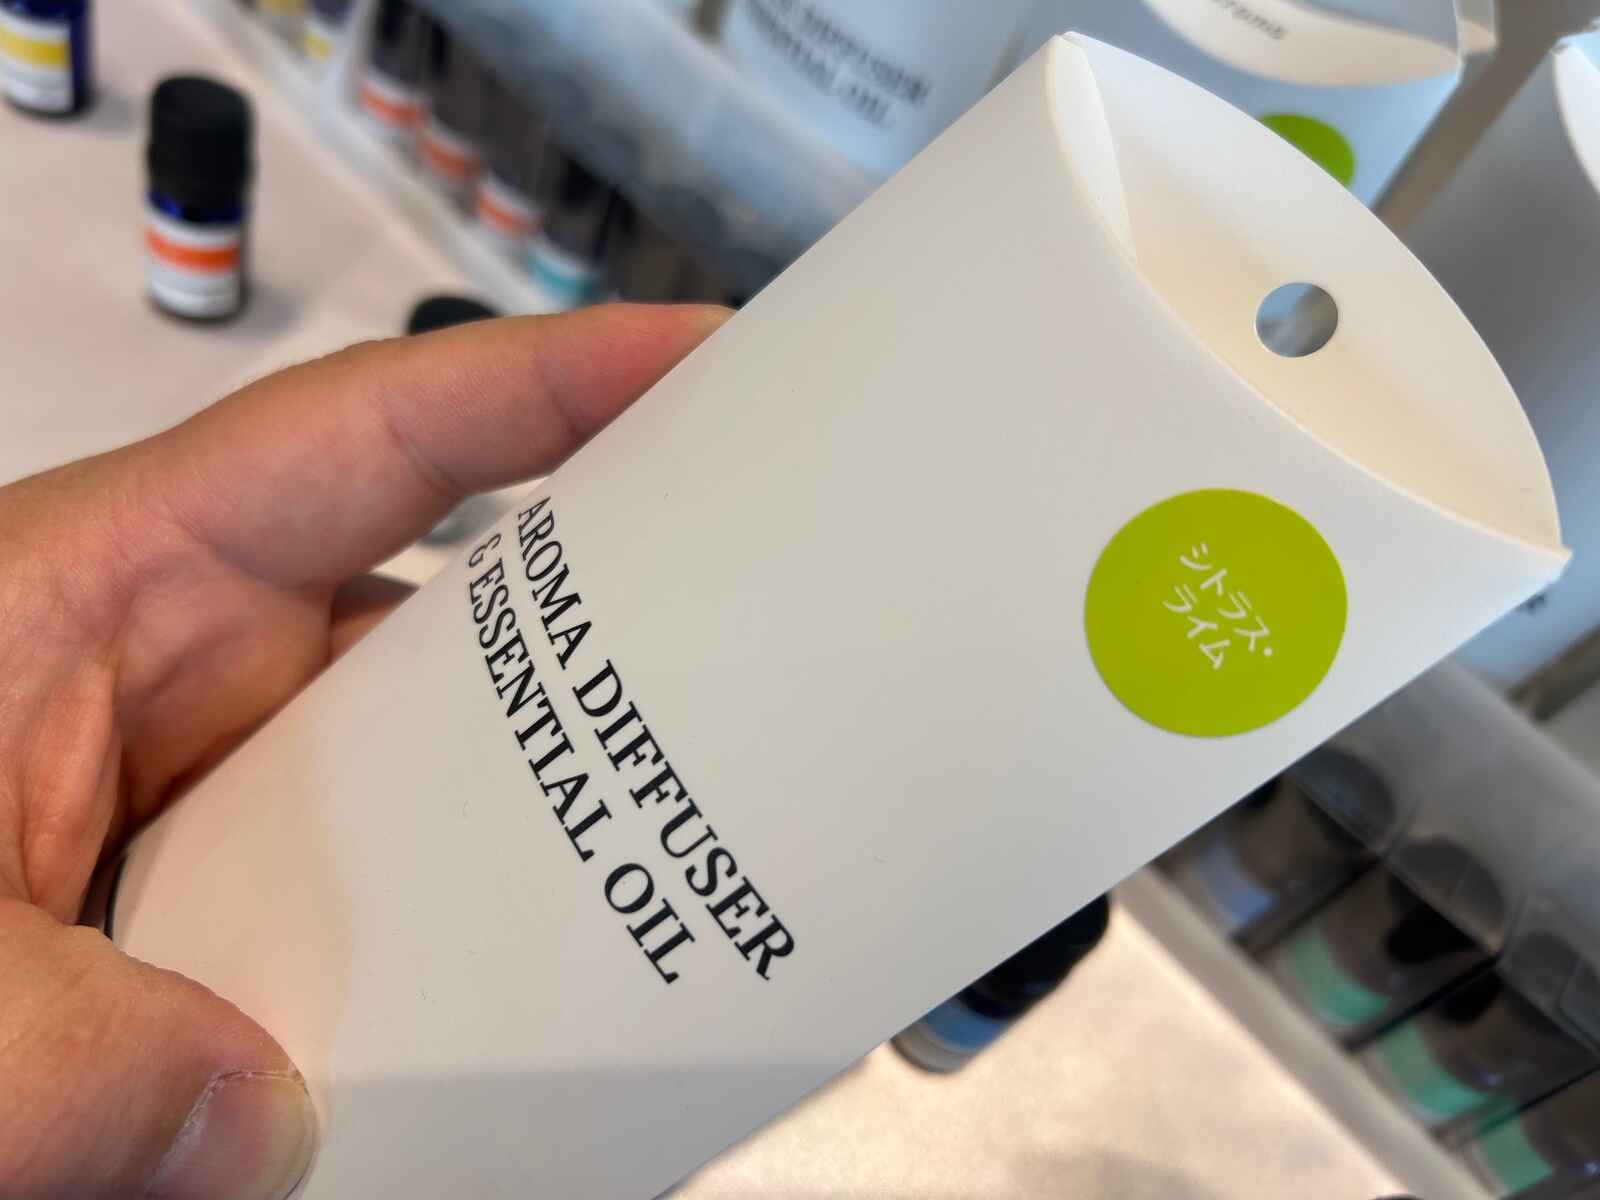 AROMA DIFFUSER
& ESSENTIAL OIL
シトラス・
ライム